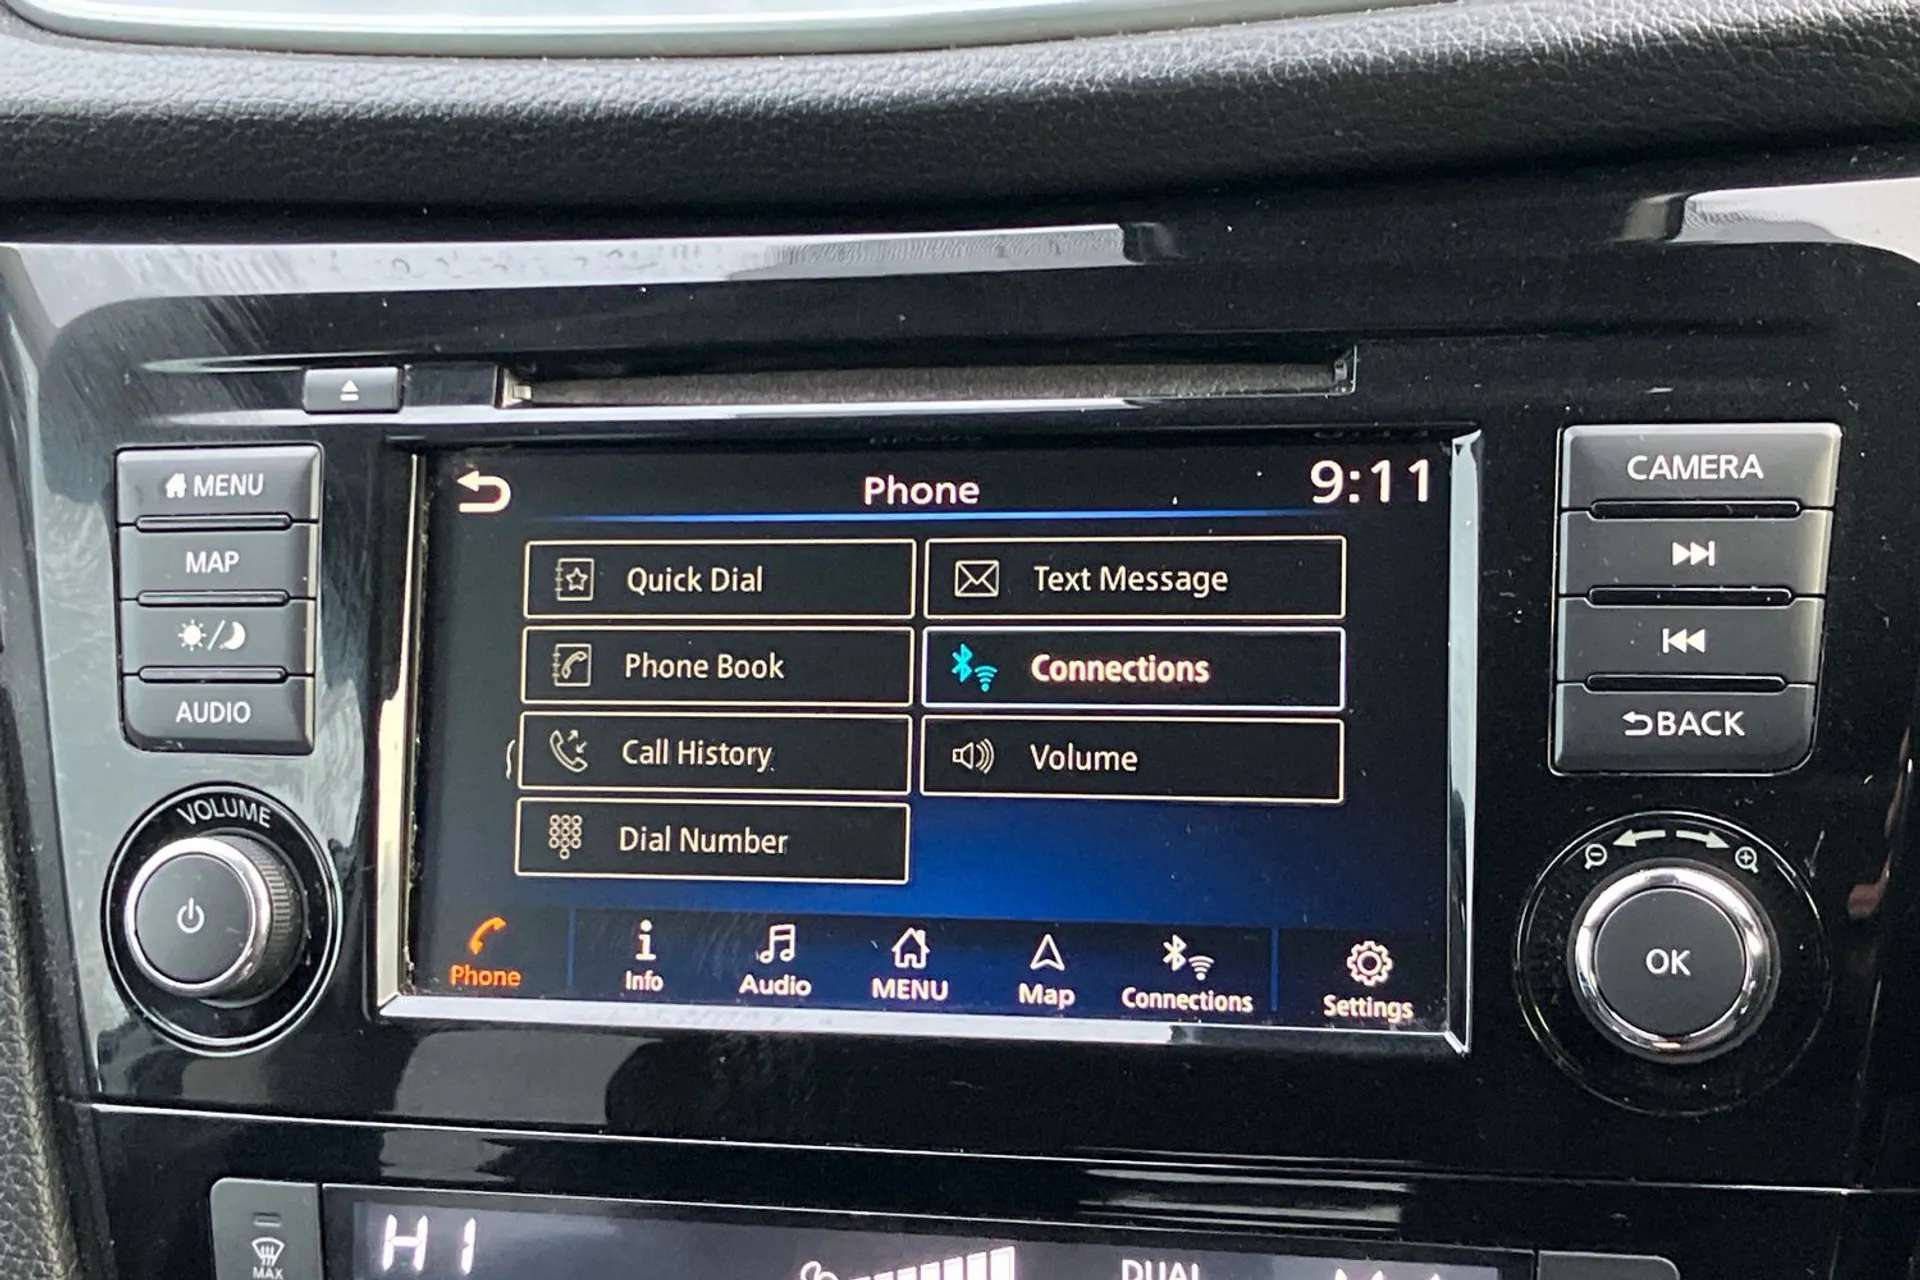 MENU
MAP
AUDIO
VOLUME
Phone
9:11
Quick Dial
Text Message
Phone Book
Connections
Call History
Volume
Dial Number
Phone
Info
Audio
MENU
Map
Connections
Settings
CAMERA
BACK
OK
MAX
HI
DUAL